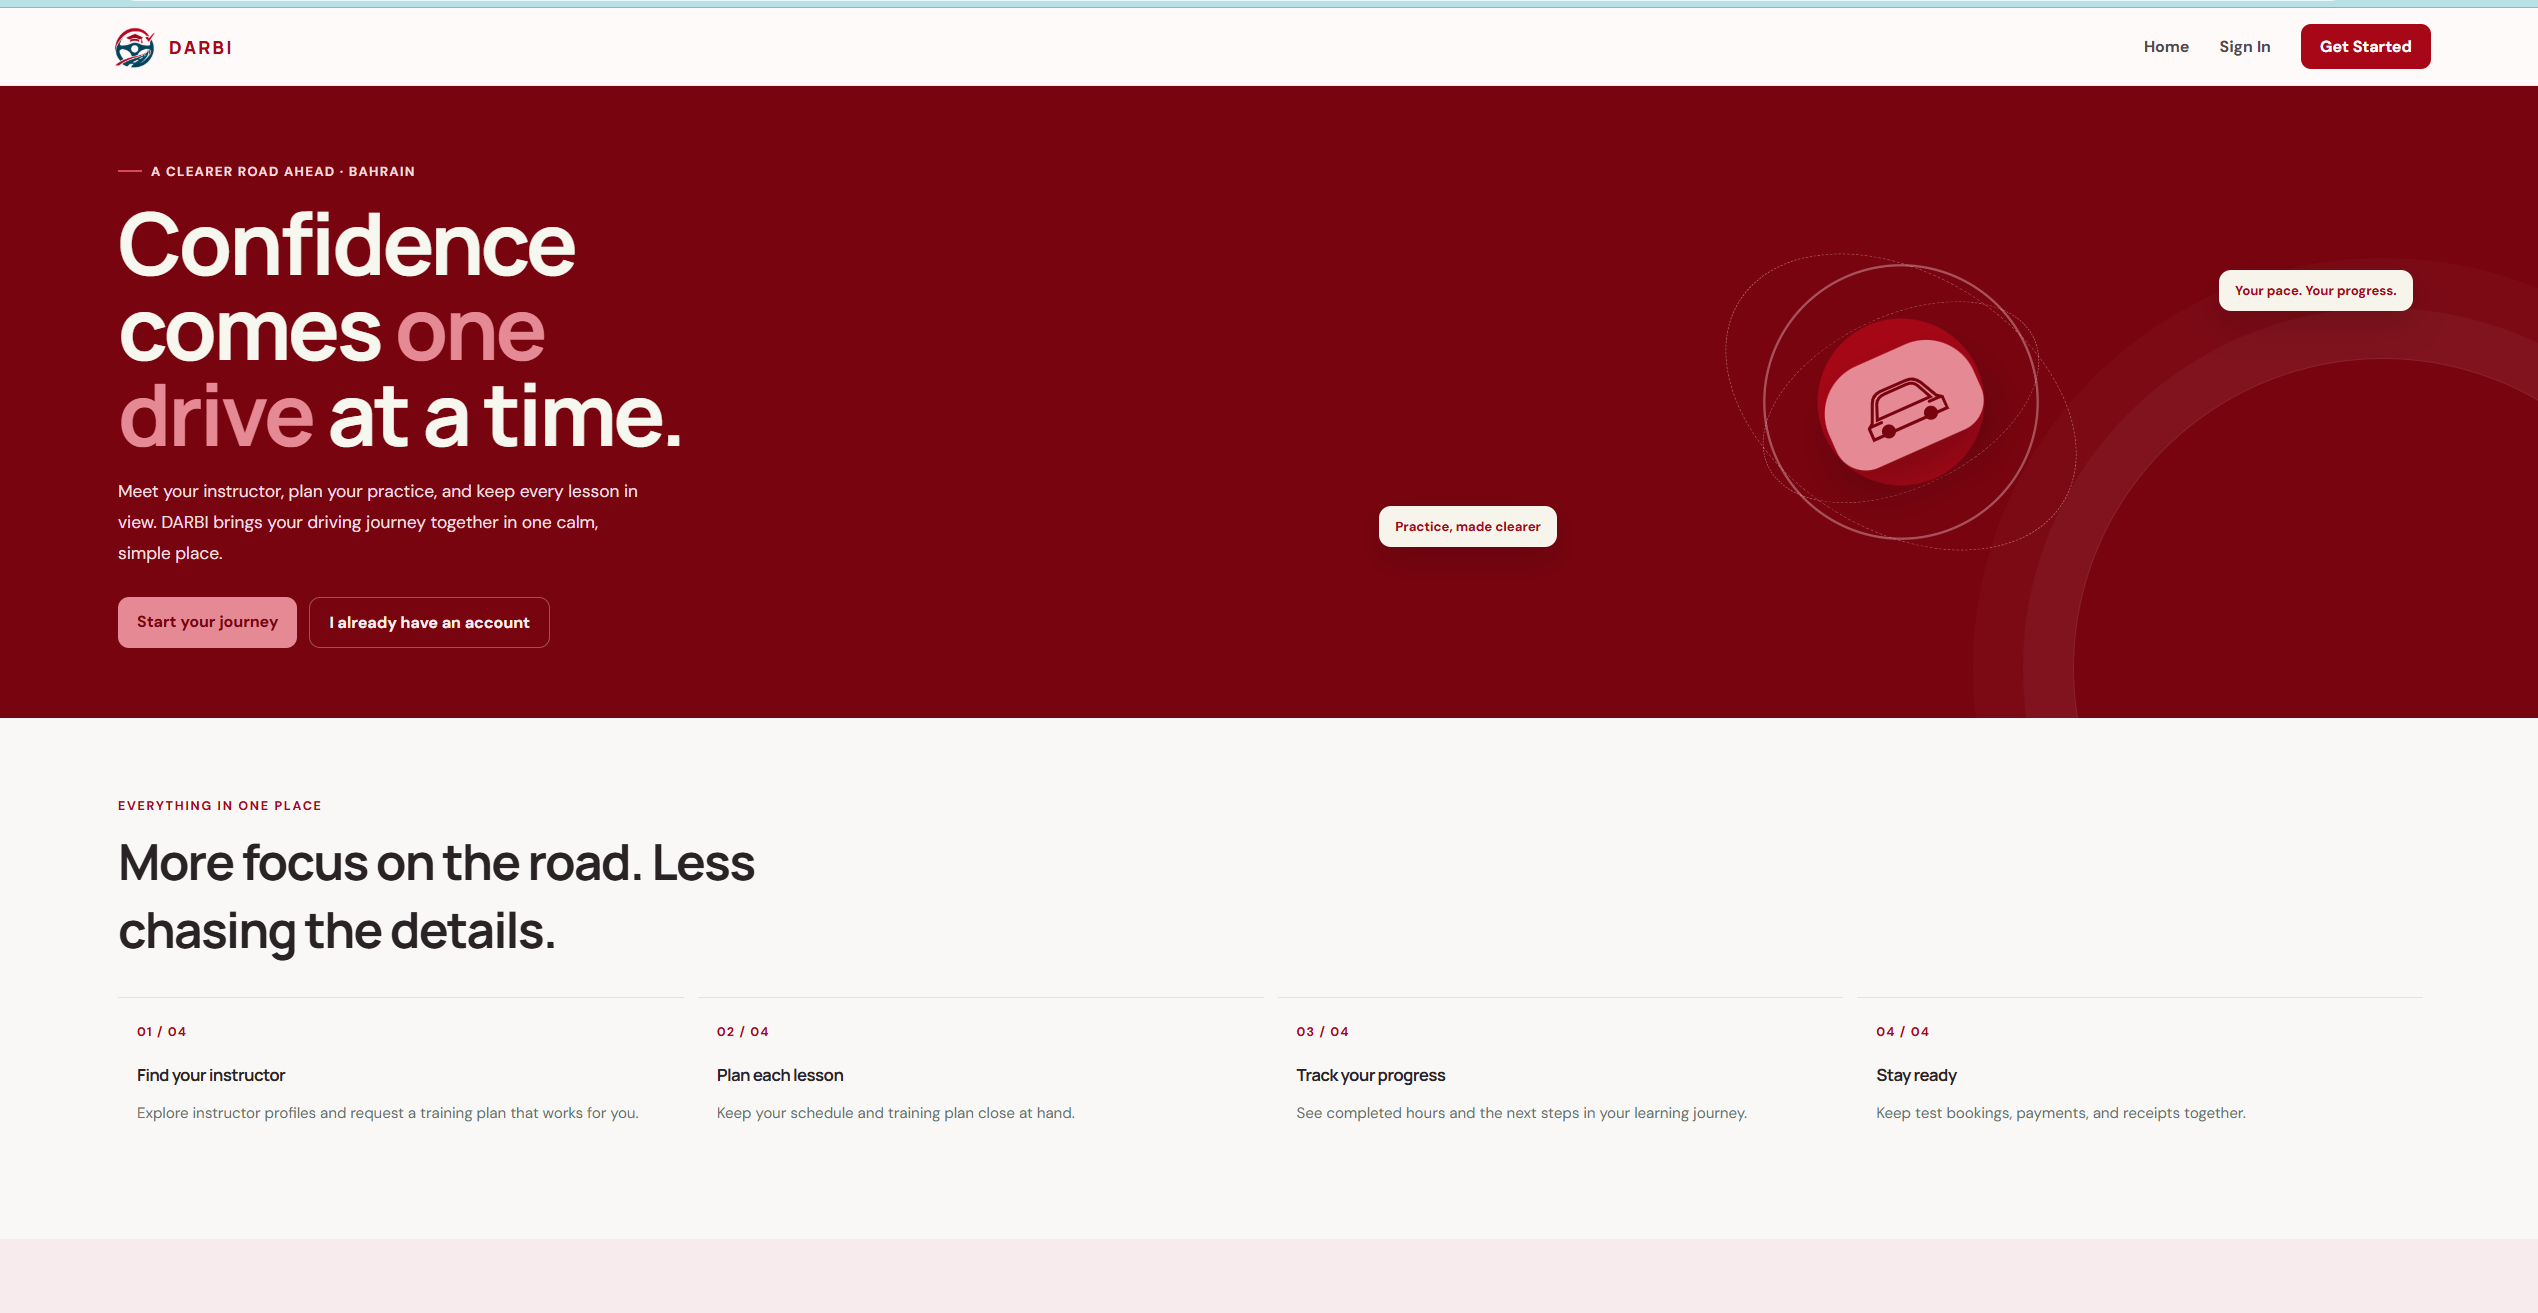 DARBI
Home
Sign In
Get Started
A CLEARER ROAD AHEAD · BAHRAIN
Confidence
comes one
drive at a time.
Meet your instructor, plan your practice, and keep every lesson in
view. DARBI brings your driving journey together in one calm,
simple place.
Start your journey
I already have an account
Your pace. Your progress.
Practice, made clearer
EVERYTHING IN ONE PLACE
More focus on the road. Less
chasing the details.
01 / 04
Find your instructor
Explore instructor profiles and request a training plan that works for you.
02 / 04
Plan each lesson
Keep your schedule and training plan close at hand.
03 / 04
Track your progress
See completed hours and the next steps in your learning journey.
04 / 04
Stay ready
Keep test bookings, payments, and receipts together.